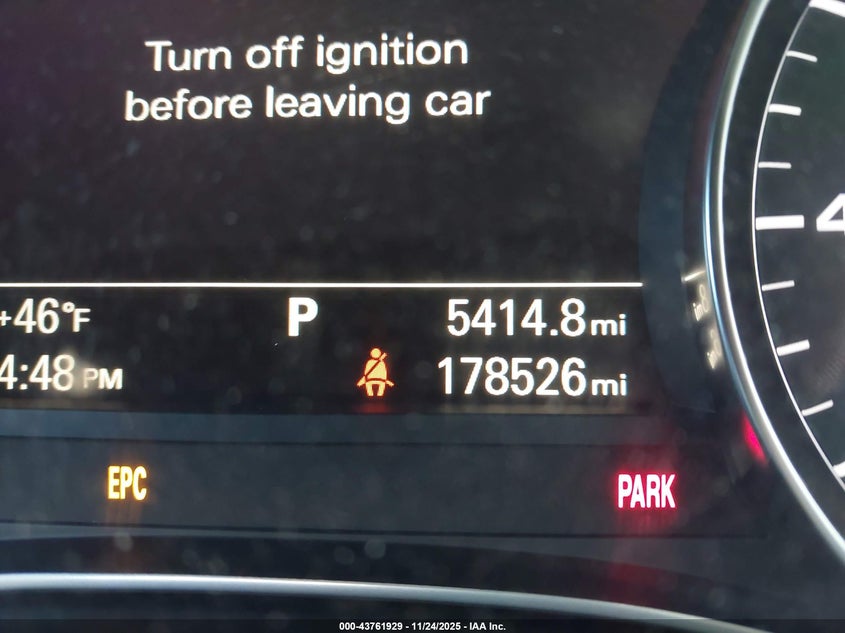 Turn off ignition
before leaving car
+46°F P 5414.8 mi
4:48 PM 178526 mi
EPC PARK
4
000-43761929 - 11/24/2025 - IAA Inc.